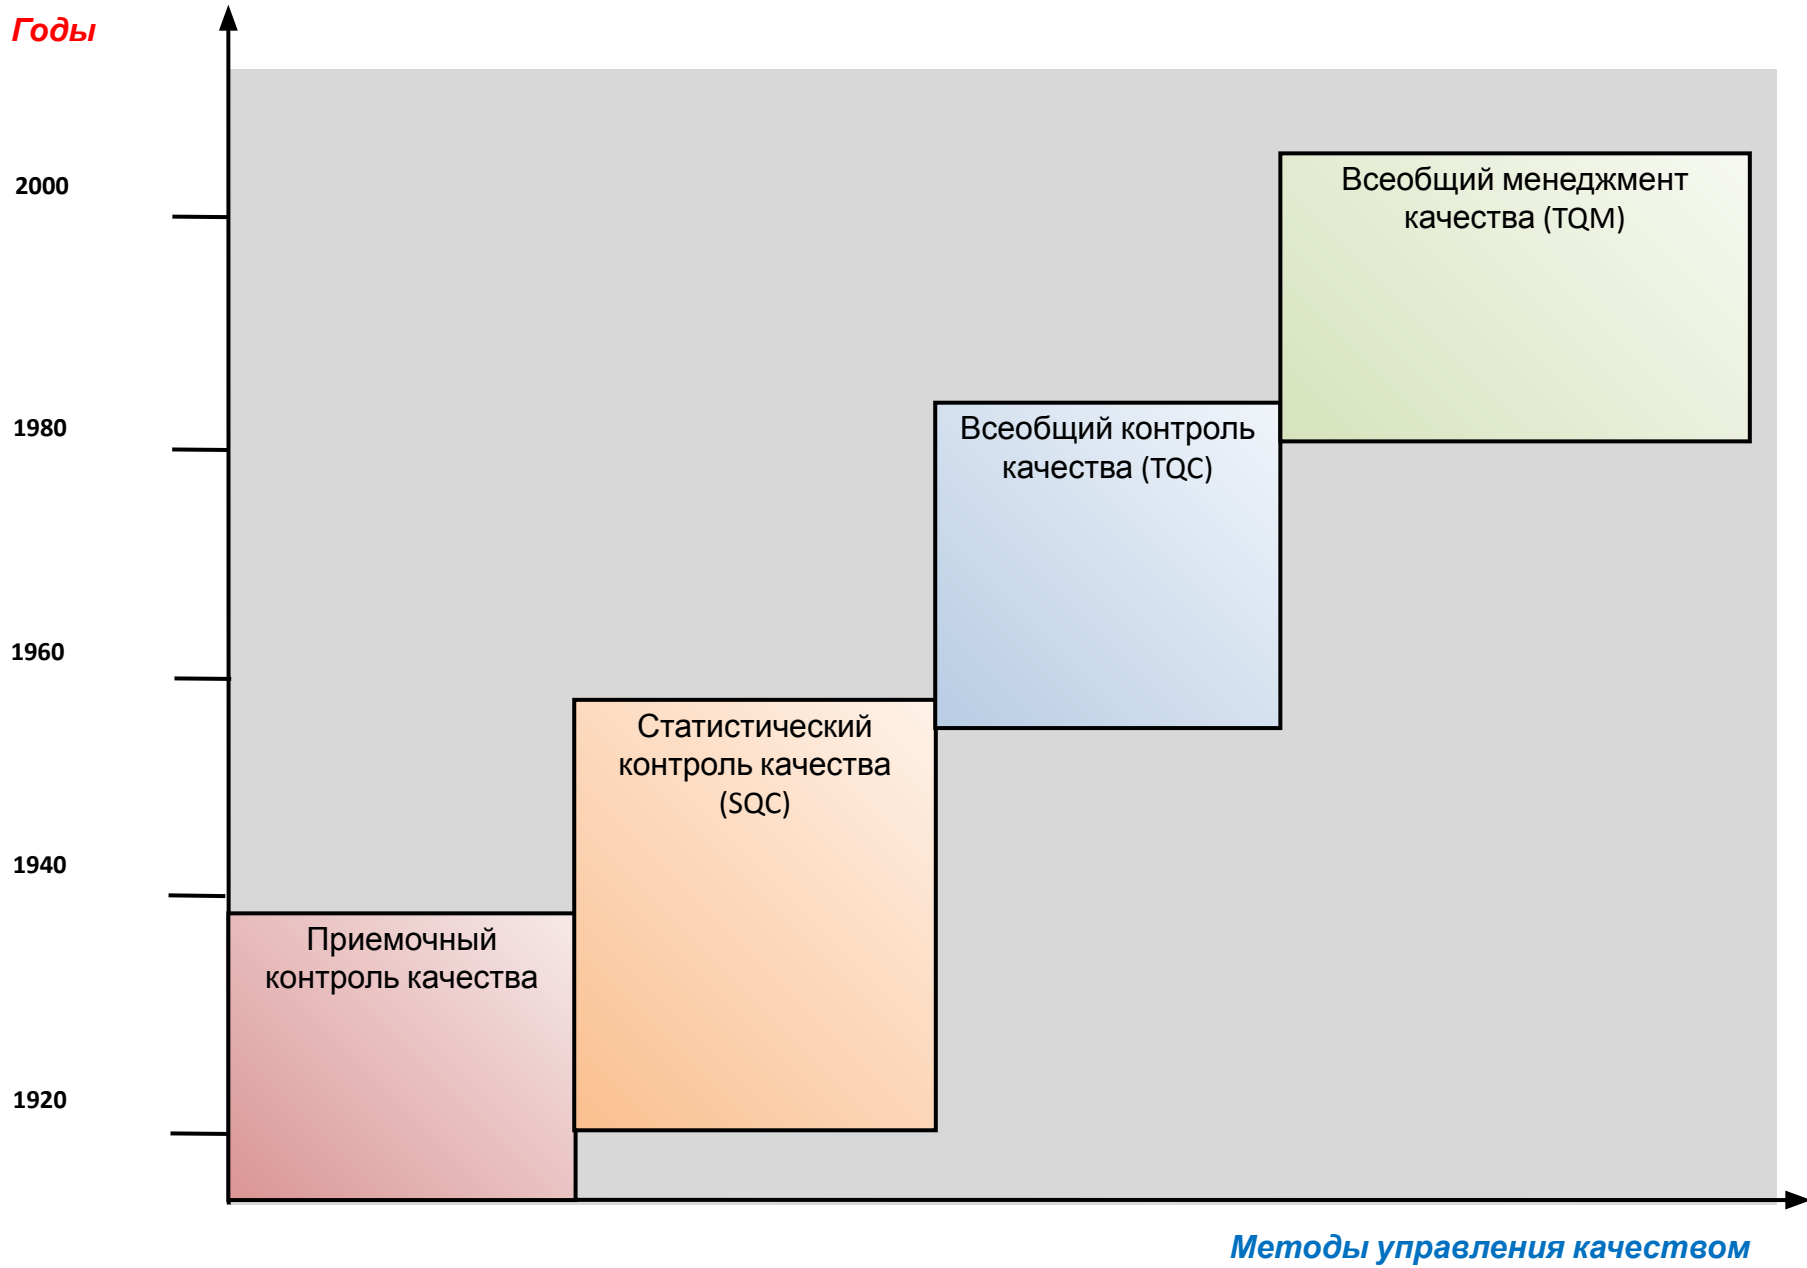 Годы
2000
Всеобщий менеджмент
качества (TQM)
1980
Всеобщий контроль
качества (TQC)
1960
Статистический
контроль качества
(SQC)
1940
Приемочный
контроль качества
1920
Методы управления качеством